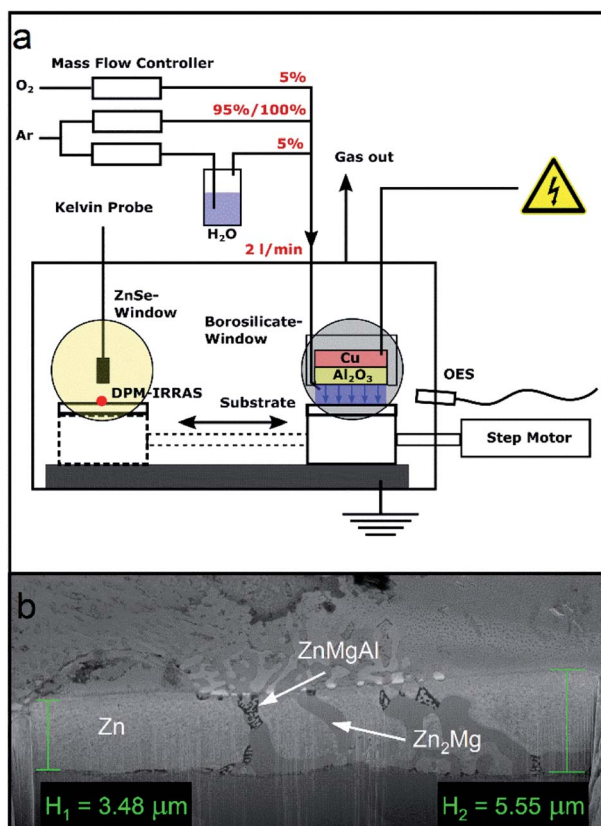 a
Mass Flow Controller
O₂
5%
95%/100%
Ar
5%
Gas out
Kelvin Probe
H₂O
2 l/min
ZnSe-
Window
Borosilicate-
Window
Cu
Al₂O₃
OES
DPM-IRRAS
Substrate
Step Motor
b
ZnMgAl
Zn
Zn₂Mg
H₁ = 3.48 µm
H₂ = 5.55 µm